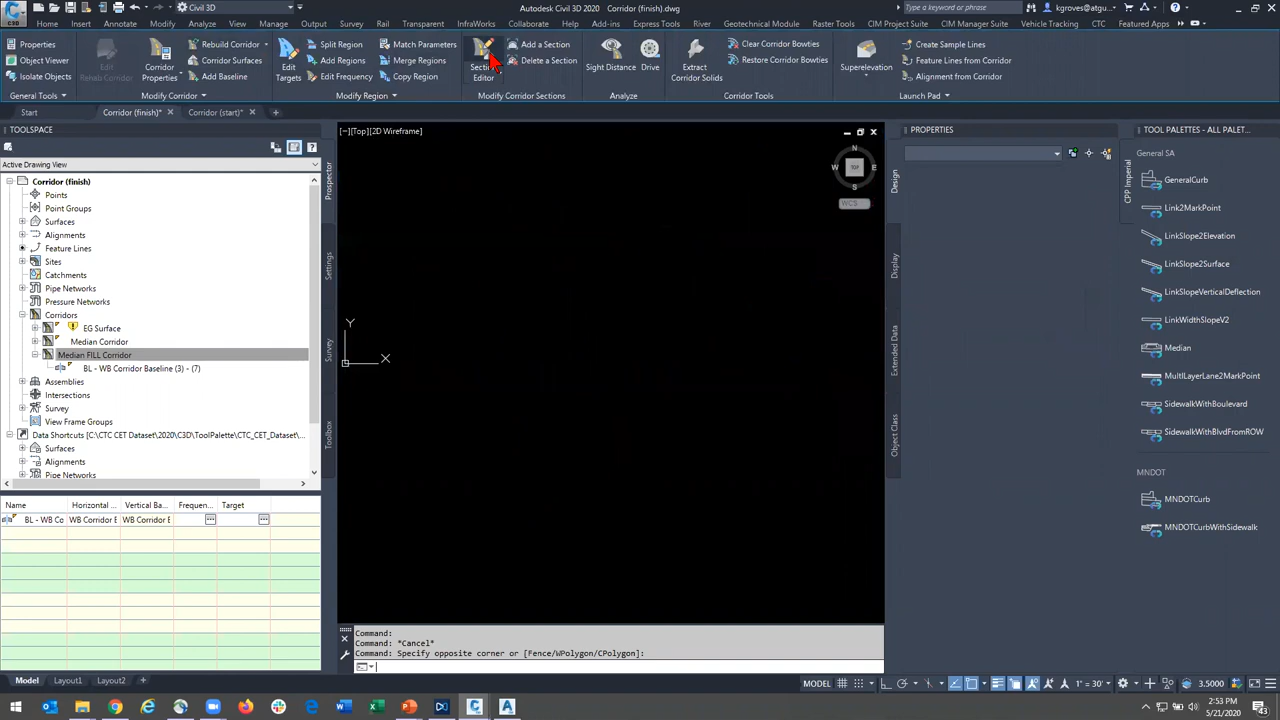 Civil 3D
Autodesk Civil 3D 2020 Corridor (finish).dwg
Type a keyword or phrase
kgroves@atgu...
Home Insert Annotate Modify Analyze View Manage Output Survey Rail Transparent InfraWorks Collaborate Help Add-ins Express Tools River Geotechnical Module Raster Tools CIM Project Suite CIM Manager Suite Vehicle Tracking CTC Featured Apps
Properties
Object Viewer
Isolate Objects
General Tools
Edit Rehab Corridor
Corridor Properties
Rebuild Corridor
Corridor Surfaces
Add Baseline
Modify Corridor
Edit Targets
Split Region
Add Regions
Edit Frequency
Match Parameters
Merge Regions
Copy Region
Modify Region
Section Editor
Add a Section
Delete a Section
Modify Corridor Sections
Sight Distance
Drive
Analyze
Extract Corridor Solids
Clear Corridor Bowties
Restore Corridor Bowties
Corridor Tools
Superelevation
Create Sample Lines
Feature Lines from Corridor
Alignment from Corridor
Launch Pad
Start
Corridor (finish)*
Corridor (start)*
TOOLSPACE
Active Drawing View
Corridor (finish)
Points
Point Groups
Surfaces
Alignments
Feature Lines
Sites
Catchments
Pipe Networks
Pressure Networks
Corridors
EG Surface
Median Corridor
Median FILL Corridor
BL - WB Corridor Baseline (3) - (7)
Assemblies
Intersections
Survey
View Frame Groups
Data Shortcuts [C:\CTC CET Dataset\2020\C3D\ToolPalette\CTC_CET_Dataset\...
Surfaces
Alignments
Pipe Networks
Name Horizontal ... Vertical Ba... Frequen... Target
BL - WB Co WB Corridor E WB Corridor E
Prospector
Settings
Survey
Toolbox
[−][Top][2D Wireframe]
N
W TOP E
S
WCS
Y
X
Command:
Command: *Cancel*
Command: Specify opposite corner or [Fence/WPolygon/CPolygon]:
PROPERTIES
Design
Display
Extended Data
Object Class
TOOL PALETTES - ALL PALET...
CPP Imperial
General SA
GeneralCurb
Link2MarkPoint
LinkSlope2Elevation
LinkSlope2Surface
LinkSlopeVerticalDeflection
LinkWidthSlopeV2
Median
MultiLayerLane2MarkPoint
SidewalkWithBoulevard
SidewalkWithBlvdFromROW
MNDOT
MNDOTCurb
MNDOTCurbWithSidewalk
Model Layout1 Layout2
MODEL
1" = 30'
3.5000
2:53 PM
5/21/2020
43